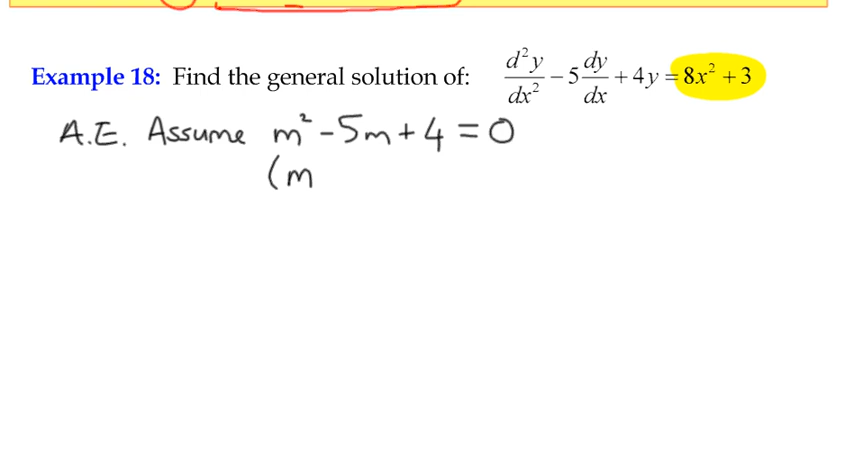 Example 18: Find the general solution of: d²y/dx² − 5 dy/dx + 4y = 8x² + 3
A.E. Assume m² − 5m + 4 = 0
(m